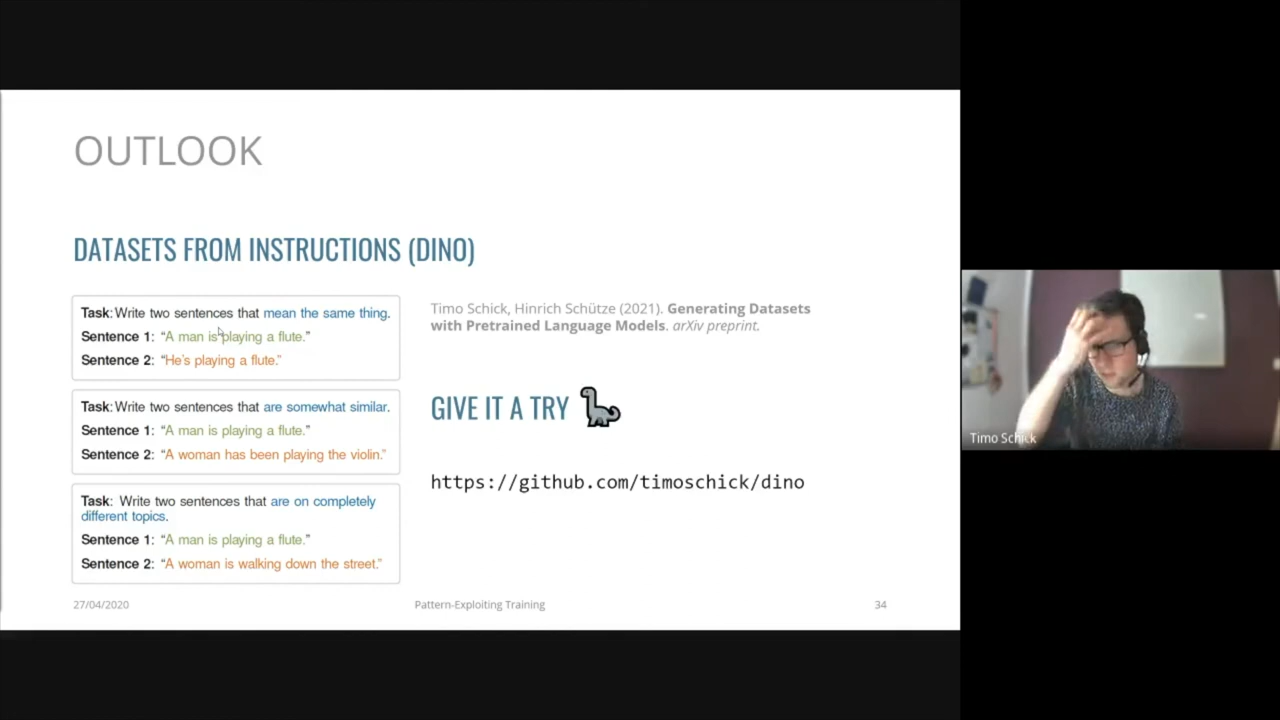 OUTLOOK
DATASETS FROM INSTRUCTIONS (DINO)
Task: Write two sentences that mean the same thing.
Sentence 1: “A man is playing a flute.”
Sentence 2: “He's playing a flute.”
Task: Write two sentences that are somewhat similar.
Sentence 1: “A man is playing a flute.”
Sentence 2: “A woman has been playing the violin.”
Task: Write two sentences that are on completely
different topics.
Sentence 1: “A man is playing a flute.”
Sentence 2: “A woman is walking down the street.”
Timo Schick, Hinrich Schütze (2021). Generating Datasets
with Pretrained Language Models. arXiv preprint.
GIVE IT A TRY
https://github.com/timoschick/dino
27/04/2020
Pattern-Exploiting Training
34
Timo Schick